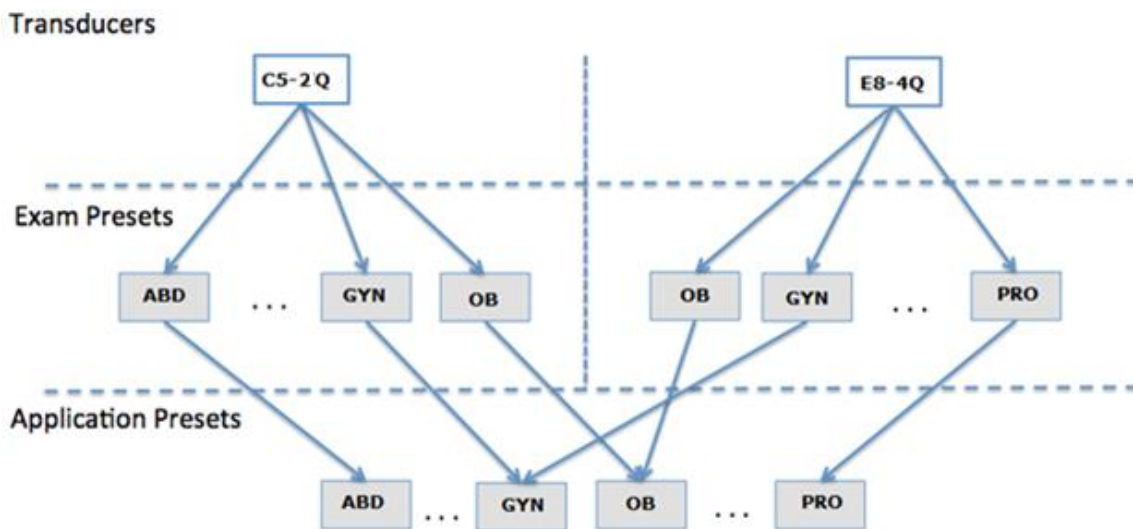 Transducers
C5-2Q E8-4Q
Exam Presets
ABD ... GYN OB OB GYN ... PRO
Application Presets
ABD ... GYN OB ... PRO